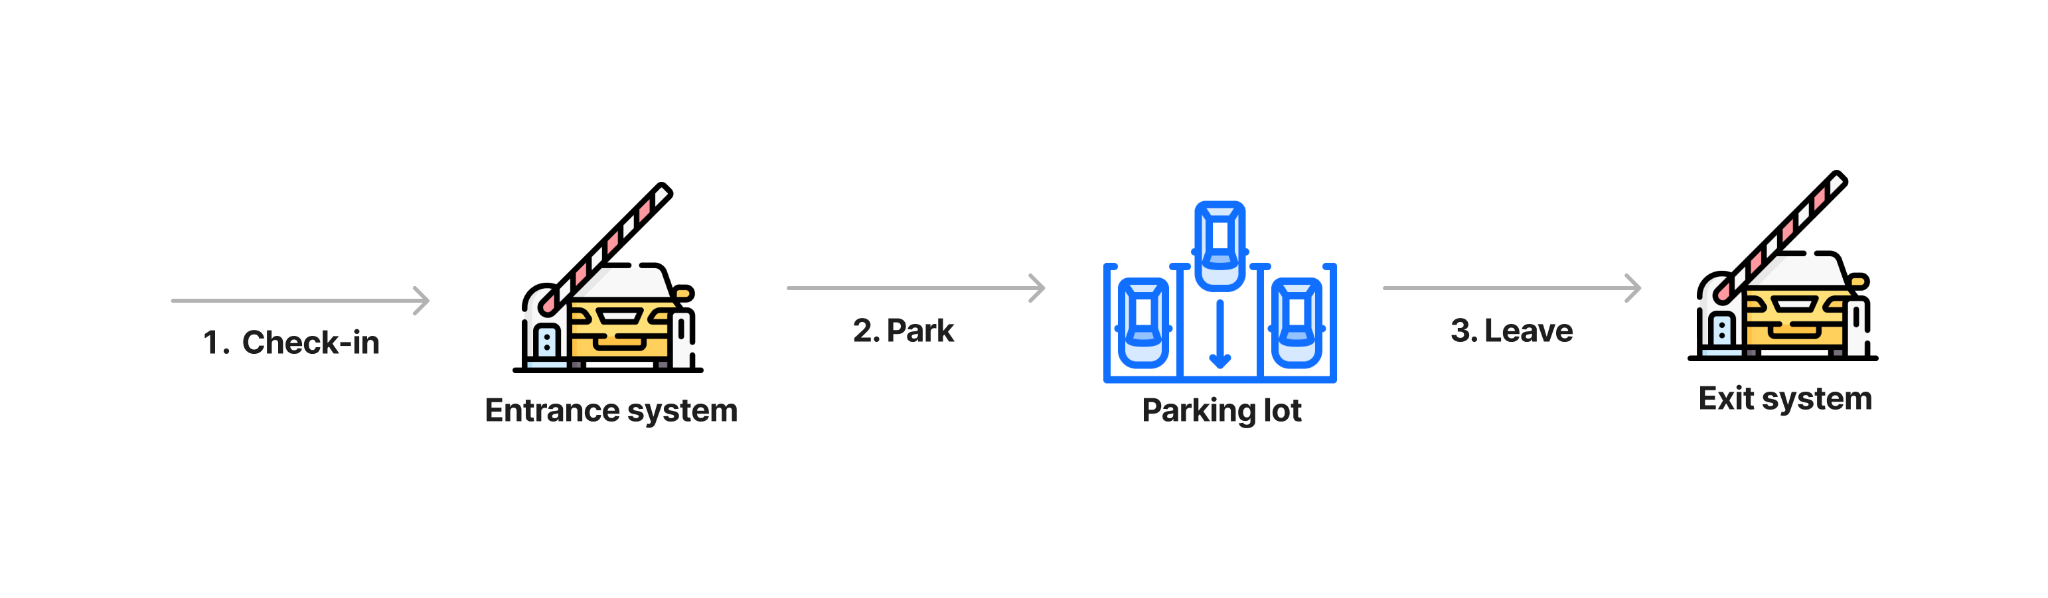 1. Check-in
Entrance system
2. Park
Parking lot
3. Leave
Exit system